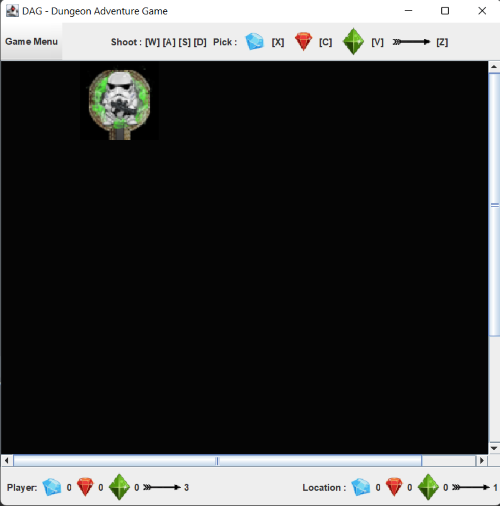 DAG - Dungeon Adventure Game
Game Menu Shoot : [W] [A] [S] [D] Pick : [X] [C] [V] [Z]
Player: 0 0 0 3 Location : 0 0 0 1